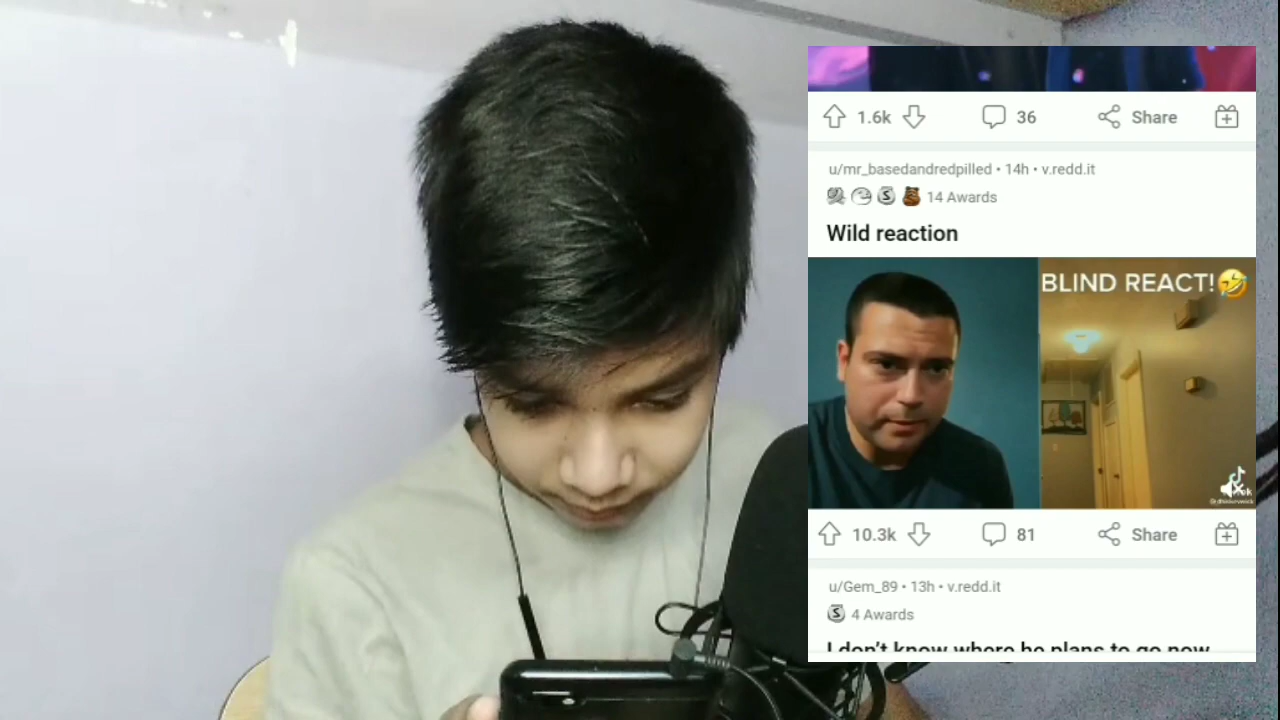 1.6k 36 Share
u/mr_basedandredpilled • 14h • v.redd.it
14 Awards
Wild reaction
BLIND REACT!🤣
10.3k 81 Share
u/Gem_89 • 13h • v.redd.it
4 Awards
I don't know where he plans to go now